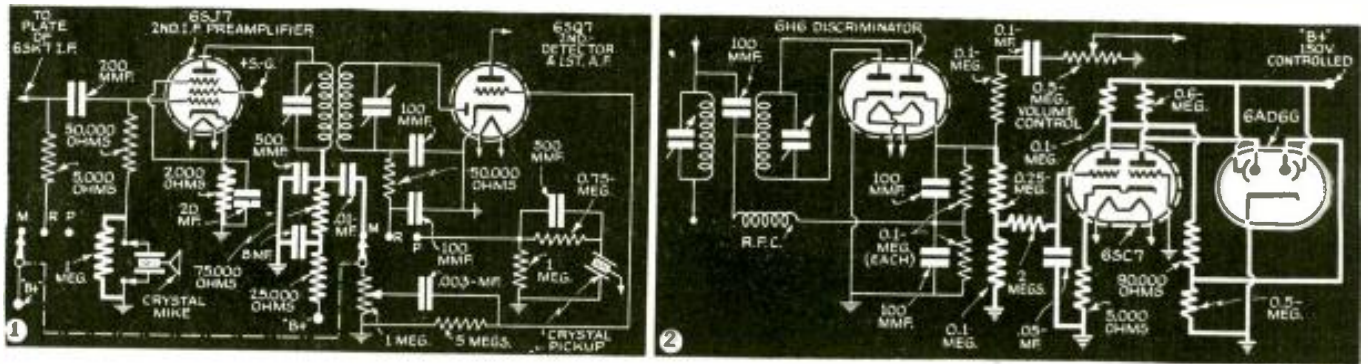 TO
PLATE
OF
6SK7 I.F.
6SJ7
2ND. I.F. PREAMPLIFIER
+S.G.
200
MMF.
50,000
OHMS
5,000
OHMS
M
R
P
B+
1
MEG.
CRYSTAL
MIKE
2,000
OHMS
20
MF.
500
MMF.
8 MF.
75,000
OHMS
25,000
OHMS
"B+"
.01-
MF.
100
MMF.
6SQ7
2ND.-
DETECTOR
& 1ST. A.F.
50,000
OHMS
M
R
P
100
MMF.
500
MMF.
0.75-
MEG.
1
MEG.
.003-MF.
1 MEG.
5 MEGS.
CRYSTAL
PICKUP
1
6H6 DISCRIMINATOR
100
MMF.
R.F.C.
100
MMF.
100
MMF.
0.1-
MEG.
(EACH)
0.1-
MEG.
0.1-
MF.
0.5-
MEG.
VOLUME
CONTROL
0.25-
MEG.
0.1-
MEG.
2
MEGS.
.05-
MF.
0.1-
MEG.
0.6-
MEG.
6SC7
5,000
OHMS
90,000
OHMS
0.5-
MEG.
6AD6G
"B+"
150V.
CONTROLLED
2